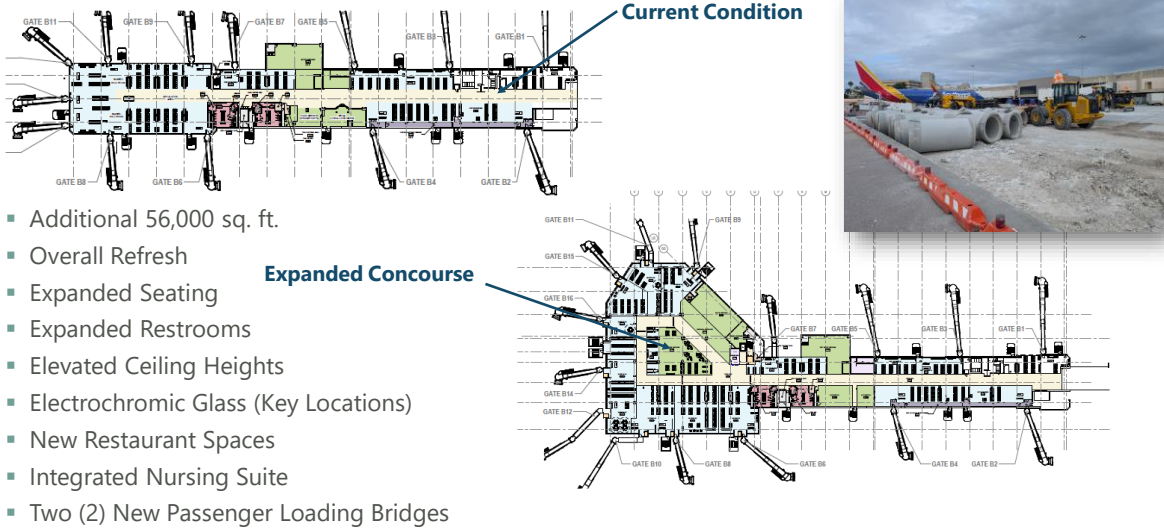 Current Condition
GATE B11
GATE B9
GATE B7
GATE B5
GATE B3
GATE B1
GATE B8
GATE B6
GATE B4
GATE B2
▪ Additional 56,000 sq. ft.
▪ Overall Refresh
▪ Expanded Seating
▪ Expanded Restrooms
▪ Elevated Ceiling Heights
▪ Electrochromic Glass (Key Locations)
▪ New Restaurant Spaces
▪ Integrated Nursing Suite
▪ Two (2) New Passenger Loading Bridges
Expanded Concourse
GATE B11
GATE B9
GATE B15
GATE B16
GATE B7
GATE B5
GATE B3
GATE B1
GATE B14
GATE B12
GATE B10
GATE B8
GATE B6
GATE B4
GATE B2